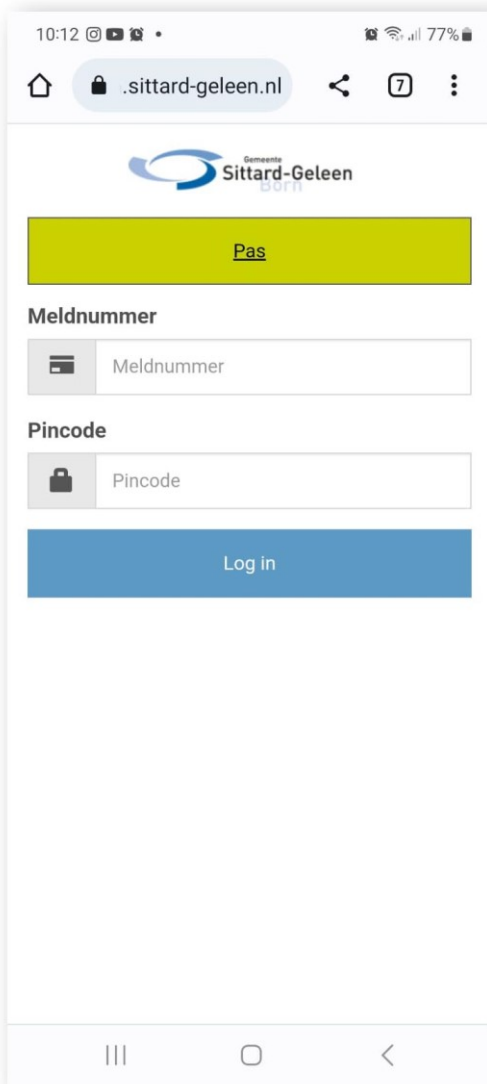 10:12
77%
.sittard-geleen.nl
7
Gemeente
Sittard-Geleen
Born
Pas
Meldnummer
Meldnummer
Pincode
Pincode
Log in